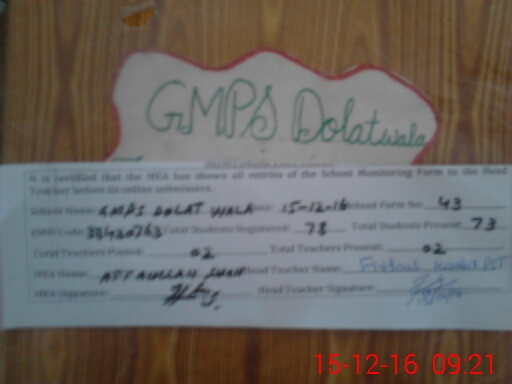 GMPS Dolatwala
It is certified that the MEA has shown all entries of the School Monitoring Form to the Head
Teacher before its online submission.
School Name: GMPS DOLAT WALA 15-12-16 School Form No: 43
EMIS Code: 38420763 Total Students Registered: 78 Total Students Present: 73
Total Teachers Posted: 02 Total Teachers Present: 02
MEA Name: ATTAULLAH SHAH Head Teacher Name: PST
MEA Signature: Head Teacher Signature:
15-12-16 09:21